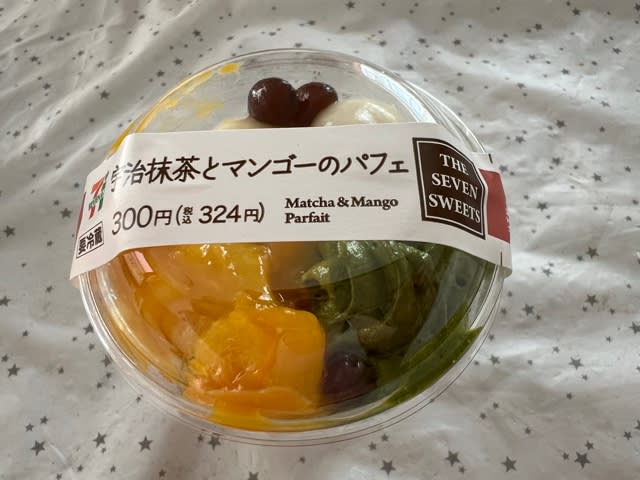 宇治抹茶とマンゴーのパフェ
300円(税込 324円)
Matcha & Mango
Parfait
要冷蔵
THE
SEVEN
SWEETS